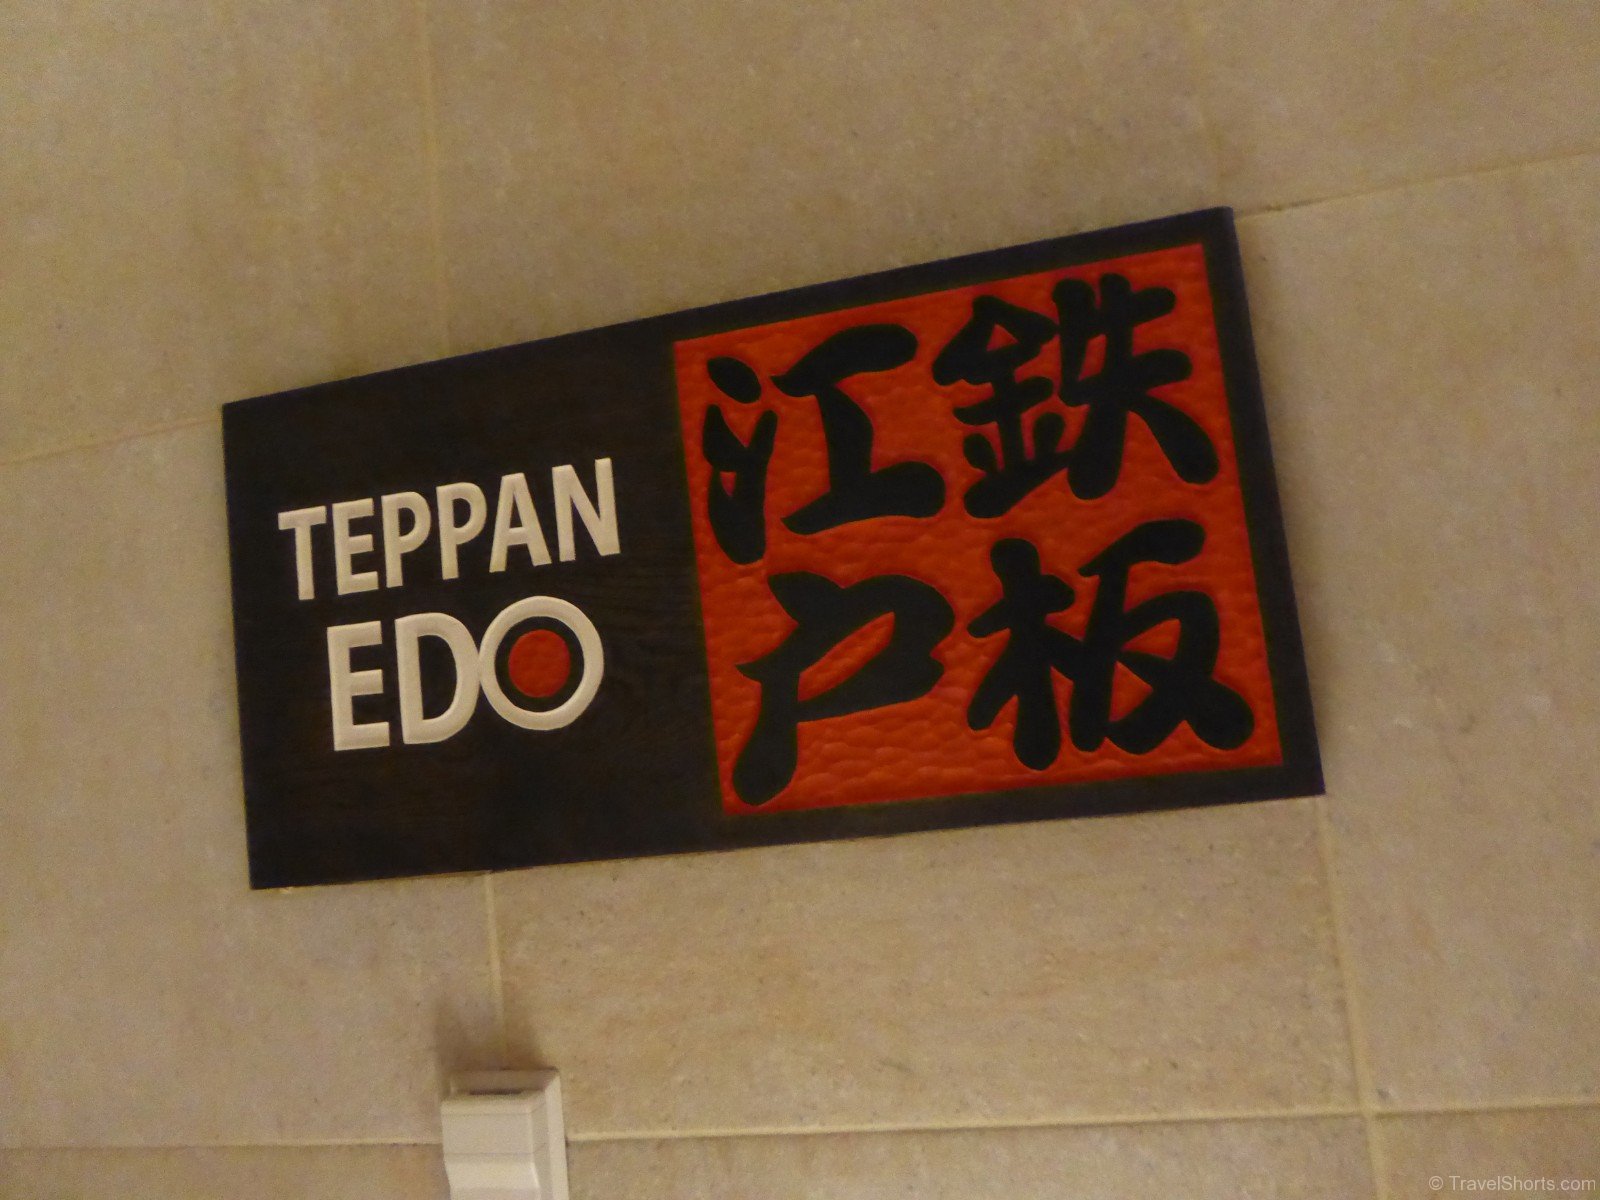 TEPPAN
EDO
鉄板
江戸
© TravelShorts.com